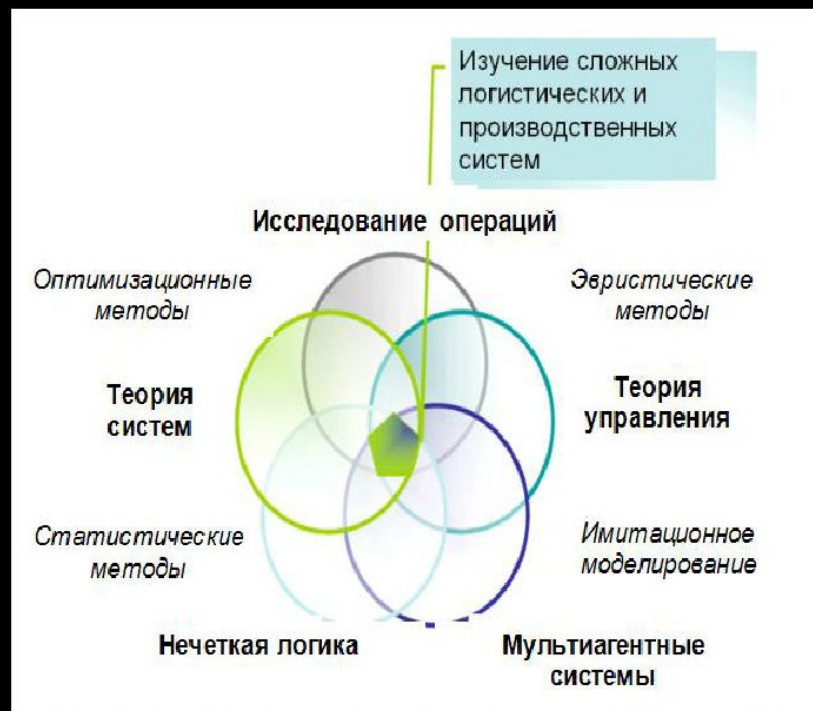 Изучение сложных
логистических и
производственных
систем
Исследование операций
Оптимизационные
методы
Эвристические
методы
Теория
систем
Теория
управления
Статистические
методы
Имитационное
моделирование
Нечеткая логика
Мультиагентные
системы